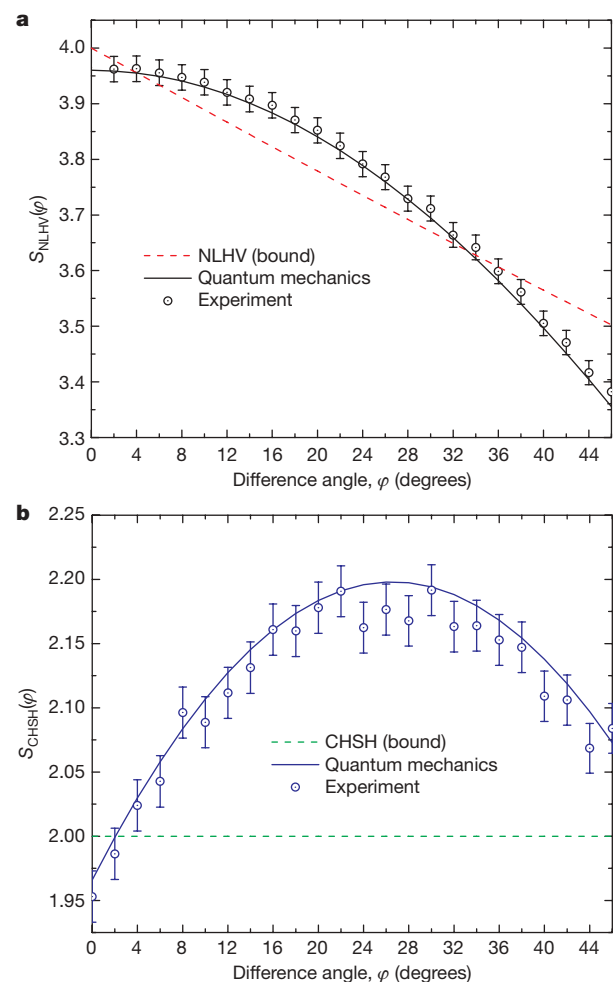 a
4.0
3.9
3.8
3.7
3.6
3.5
3.4
3.3
S_NLHV(φ)
NLHV (bound)
Quantum mechanics
Experiment
0 4 8 12 16 20 24 28 32 36 40 44
Difference angle, φ (degrees)
b
2.25
2.20
2.15
2.10
2.05
2.00
1.95
S_CHSH(φ)
CHSH (bound)
Quantum mechanics
Experiment
0 4 8 12 16 20 24 28 32 36 40 44
Difference angle, φ (degrees)